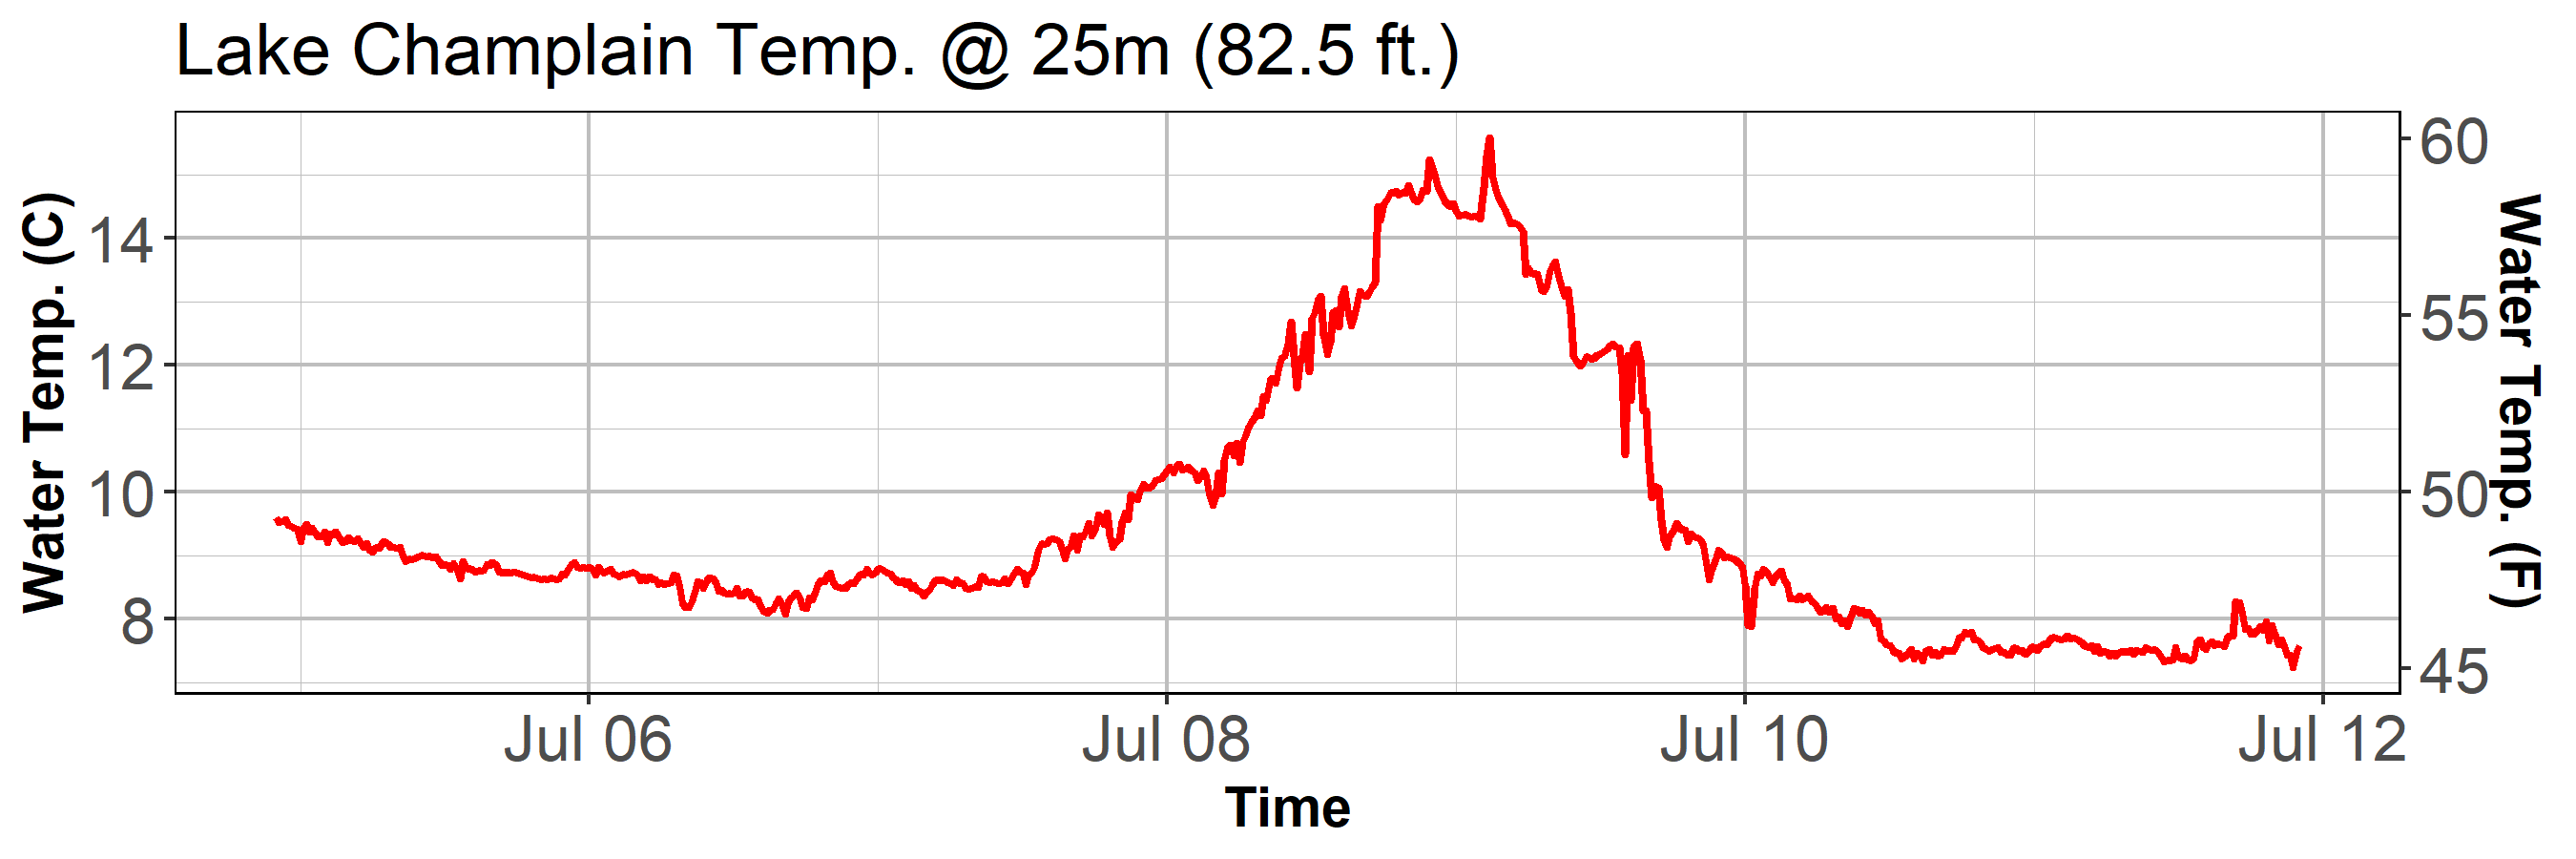 Lake Champlain Temp. @ 25m (82.5 ft.)
Water Temp. (C)
14
12
10
8
60
55
50
45
Water Temp. (F)
Jul 06
Jul 08
Jul 10
Jul 12
Time